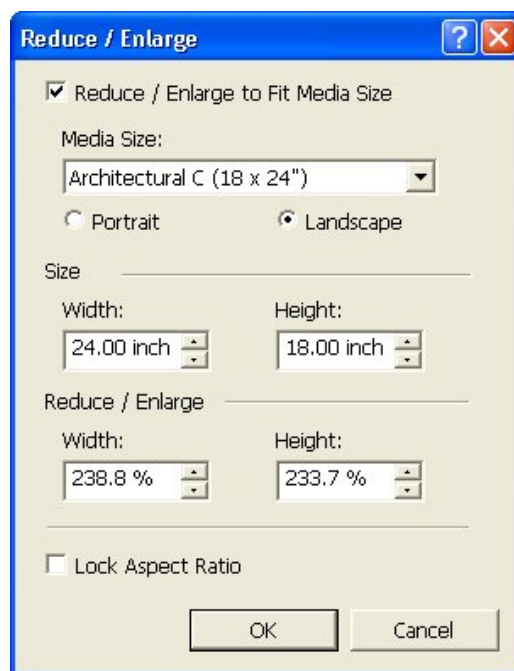 Reduce / Enlarge
Reduce / Enlarge to Fit Media Size
Media Size:
Architectural C (18 x 24")
Portrait Landscape
Size
Width: Height:
24.00 inch 18.00 inch
Reduce / Enlarge
Width: Height:
238.8 % 233.7 %
Lock Aspect Ratio
OK Cancel